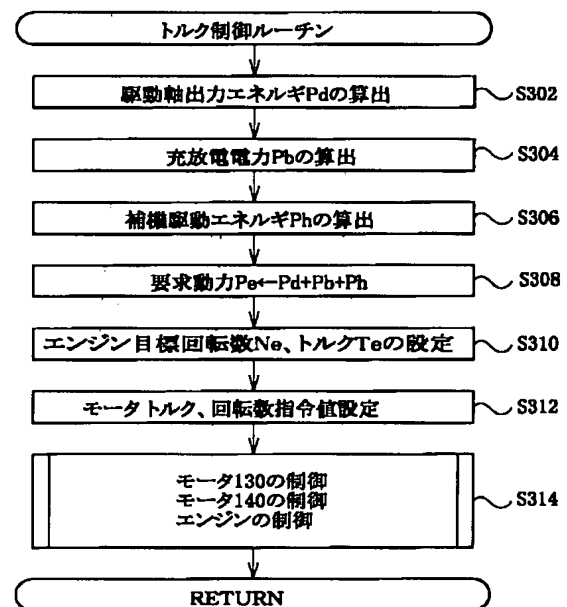 トルク制御ルーチン
駆動軸出力エネルギPdの算出
S302
充放電電力Pbの算出
S304
補機駆動エネルギPhの算出
S306
要求動力Pe←Pd+Pb+Ph
S308
エンジン目標回転数Ne、トルクTeの設定
S310
モータトルク、回転数指令値設定
S312
モータ130の制御
モータ140の制御
エンジンの制御
S314
RETURN